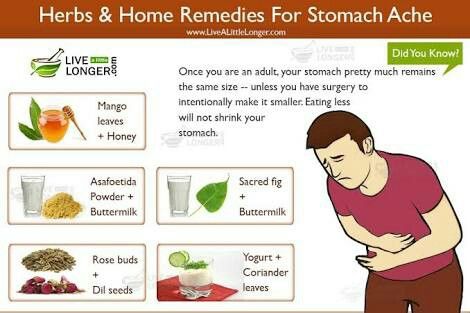 Herbs & Home Remedies For Stomach Ache
www.LiveALittleLonger.com
LIVE a little
LONGER.com
Did You Know?
Once you are an adult, your stomach pretty much remains
the same size -- unless you have surgery to
intentionally make it smaller. Eating less
will not shrink your
stomach.
Mango
leaves
+ Honey
Asafoetida
Powder +
Buttermilk
Sacred fig
+
Buttermilk
Rose buds
+
Dil seeds
Yogurt +
Coriander
leaves